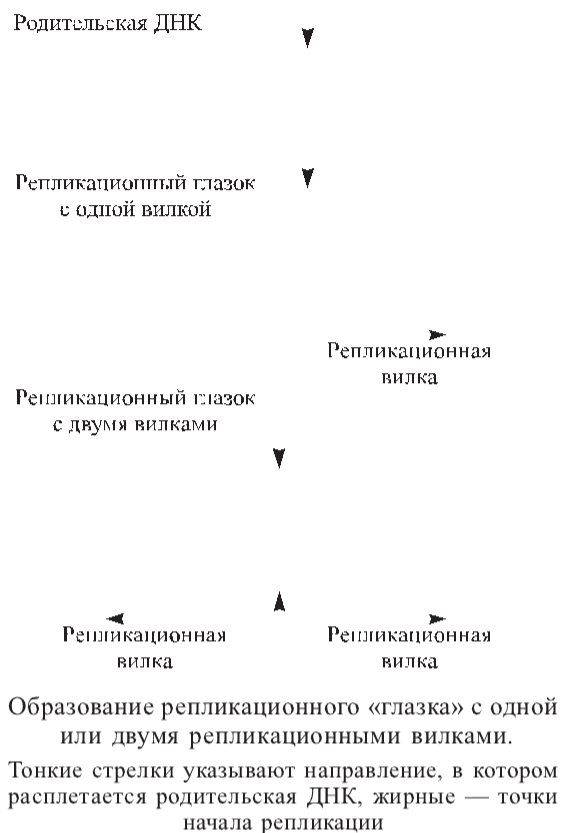 Родительская ДНК
Репликационный глазок
с одной вилкой
Репликационная
вилка
Репликационный глазок
с двумя вилками
Репликационная
вилка
Репликационная
вилка
Образование репликационного «глазка» с одной
или двумя репликационными вилками.
Тонкие стрелки указывают направление, в котором
расплетается родительская ДНК, жирные — точки
начала репликации